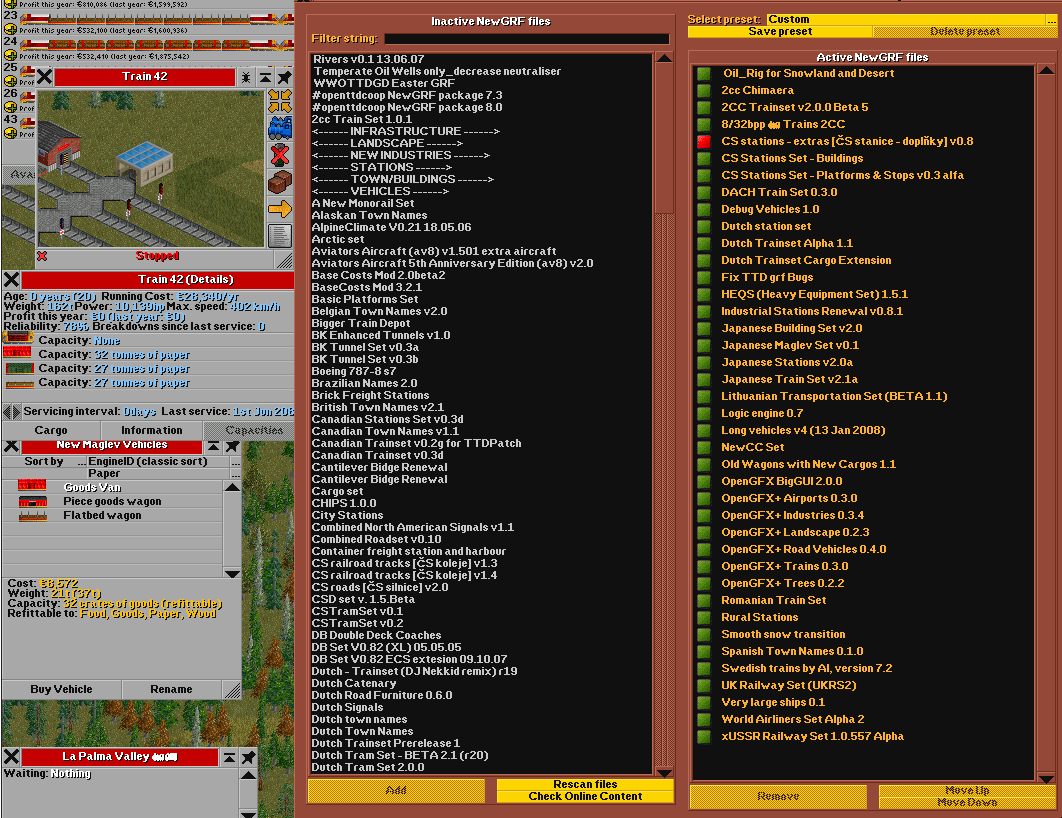 Profit this year: €810,086 (last year: €1,599,592)
23
Profit this year: €532,100 (last year: €1,600,936)
24
Profit this year: €532,410 (last year: €1,875,542)
25
Prof
26
Prof
43
Prof
Train 42
Stopped
Train 42 (Details)
Age: 0 years (20) Running Cost: €28,340/yr
Weight: 162t Power: 10,139hp Max. speed: 402 km/h
Profit this year: €0 (last year: €0)
Reliability: 78% Breakdowns since last service: 0
Capacity: None
Capacity: 32 tonnes of paper
Capacity: 27 tonnes of paper
Capacity: 27 tonnes of paper
Servicing interval: 0days Last service: 1st Jun 206
Cargo
Information
Capacities
New Maglev Vehicles
Sort by
... EngineID (classic sort) ...
Paper ...
Goods Van
Piece goods wagon
Flatbed wagon
Cost: €8,572
Weight: 21t (37t)
Capacity: 32 crates of goods (refittable)
Refittable to: Food, Goods, Paper, Wood
Buy Vehicle
Rename
La Palma Valley
Waiting: Nothing
Inactive NewGRF files
Filter string:
Rivers v0.1 13.06.07
Temperate Oil Wells only_decrease neutraliser
WWOTTDGD Easter GRF
#openttdcoop NewGRF package 7.3
#openttdcoop NewGRF package 8.0
2cc Train Set 1.0.1
<------ INFRASTRUCTURE ------>
<------ LANDSCAPE ------>
<------ NEW INDUSTRIES ------>
<------ STATIONS ------>
<------ TOWN/BUILDINGS ------>
<------ VEHICLES ------>
A New Monorail Set
Alaskan Town Names
AlpineClimate V0.21 18.05.06
Arctic set
Aviators Aircraft (av8) v1.501 extra aircraft
Aviators Aircraft 5th Anniversary Edition (av8) v2.0
Base Costs Mod 2.0beta2
BaseCosts Mod 3.2.1
Basic Platforms Set
Belgian Town Names v2.0
Bigger Train Depot
BK Enhanced Tunnels v1.0
BK Tunnel Set v0.3a
BK Tunnel Set v0.3b
Boeing 787-8 s7
Brazilian Names 2.0
Brick Freight Stations
British Town Names v2.1
Canadian Stations Set v0.3d
Canadian Town Names v1.1
Canadian Trainset v0.2g for TTDPatch
Canadian Trainset v0.3d
Cantilever Bridge Renewal
Cantilever Bridge Renewal
Cargo set
CHIPS 1.0.0
City Stations
Combined North American Signals v1.1
Combined Roadset v0.10
Container freight station and harbour
CS railroad tracks [ČS koleje] v1.3
CS railroad tracks [ČS koleje] v1.4
CS roads [ČS silnice] v2.0
CSD set v. 1.5.Beta
CSTramSet v0.1
CSTramSet v0.2
DB Double Deck Coaches
DB Set V0.82 (XL) 05.05.05
DB Set V0.82 ECS extesion 09.10.07
Dutch - Trainset (DJ Nekkid remix) r19
Dutch Catenary
Dutch Road Furniture 0.6.0
Dutch Signals
Dutch town names
Dutch Town Names
Dutch Trainset Prerelease 1
Dutch Tram Set - BETA 2.1 (r20)
Dutch Tram Set 2.0.0
Add
Rescan files
Check Online Content
Select preset:
Custom ...
Save preset
Delete preset
Active NewGRF files
Oil_Rig for Snowland and Desert
2cc Chimaera
2CC Trainset v2.0.0 Beta 5
8/32bpp Trains 2CC
CS stations - extras [ČS stanice - doplňky] v0.8
CS Stations Set - Buildings
CS Stations Set - Platforms & Stops v0.3 alfa
DACH Train Set 0.3.0
Debug Vehicles 1.0
Dutch station set
Dutch Trainset Alpha 1.1
Dutch Trainset Cargo Extension
Fix TTD grf Bugs
HEQS (Heavy Equipment Set) 1.5.1
Industrial Stations Renewal v0.8.1
Japanese Building Set v2.0
Japanese Maglev Set v0.1
Japanese Stations v2.0a
Japanese Train Set v2.1a
Lithuanian Transportation Set (BETA 1.1)
Logic engine 0.7
Long vehicles v4 (13 Jan 2008)
NewCC Set
Old Wagons with New Cargos 1.1
OpenGFX BigGUI 2.0.0
OpenGFX+ Airports 0.3.0
OpenGFX+ Industries 0.3.4
OpenGFX+ Landscape 0.2.3
OpenGFX+ Road Vehicles 0.4.0
OpenGFX+ Trains 0.3.0
OpenGFX+ Trees 0.2.2
Romanian Train Set
Rural Stations
Smooth snow transition
Spanish Town Names 0.1.0
Swedish trains by AI, version 7.2
UK Railway Set (UKRS2)
Very large ships 0.1
World Airliners Set Alpha 2
xUSSR Railway Set 1.0.557 Alpha
Remove
Move Up
Move Down